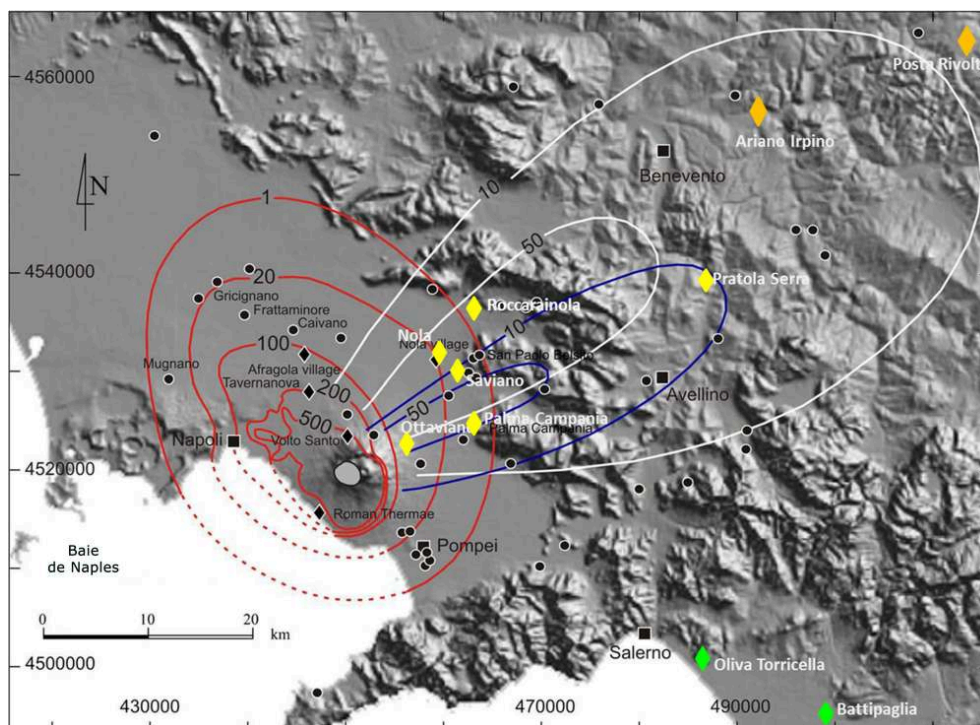 4560000
Posta Rivolt
Ariano Irpino
N
10
Benevento
1
50
4540000
20
Pratola Serra
Gricignano
Roccarainola
Frattaminore
10
Caivano
Nola
Nola village
100
San Paolo Belsito
Mugnano
Afragola village
Saviano
Tavernanova
200
50
Avellino
500
Palma Campania
Ottaviano
Palma Campania
Napoli
Volto Santo
4520000
Roman Thermae
Pompei
Baie
de Naples
0 10 20
km
Salerno
4500000
Oliva Torricella
Battipaglia
430000
470000
490000